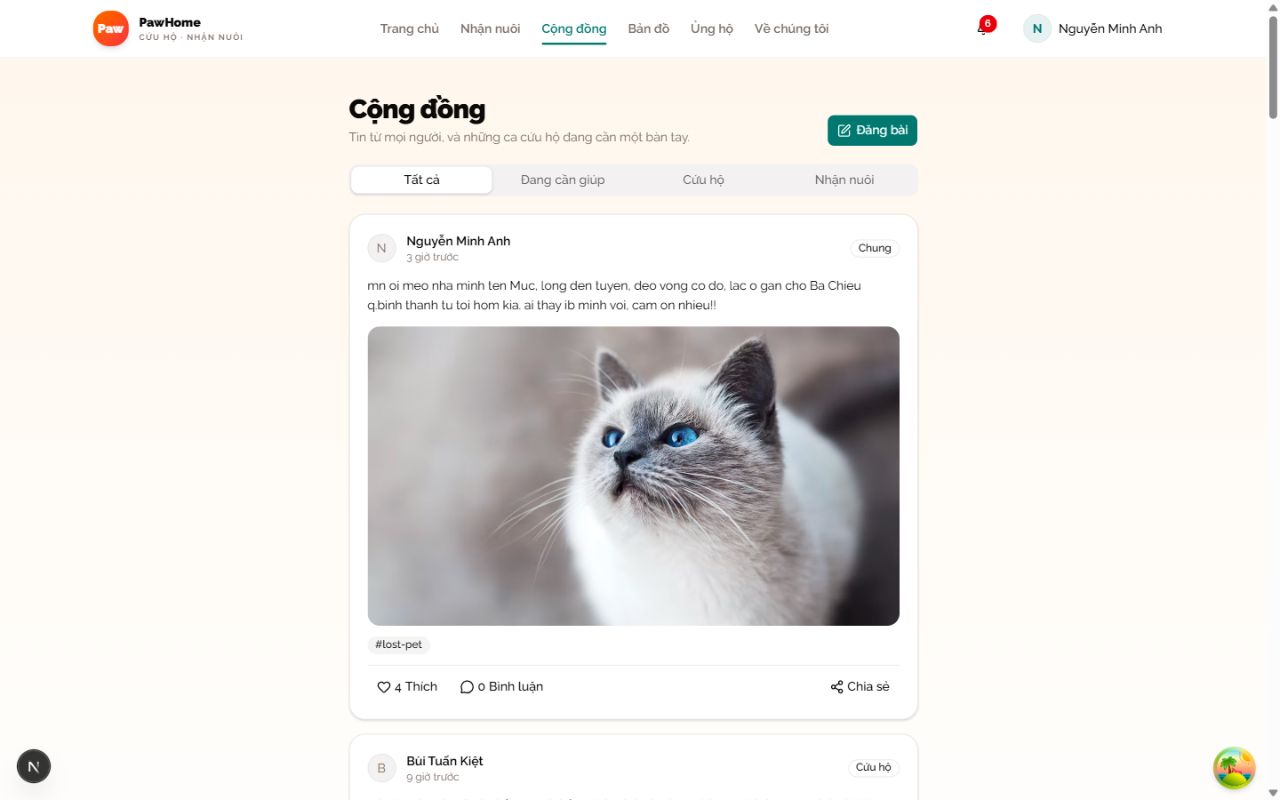 Paw
PawHome
CỨU HỘ · NHẬN NUÔI
Trang chủ
Nhận nuôi
Cộng đồng
Bản đồ
Ủng hộ
Về chúng tôi
6
N
Nguyễn Minh Anh
Cộng đồng
Tin từ mọi người, và những ca cứu hộ đang cần một bàn tay.
Đăng bài
Tất cả
Đang cần giúp
Cứu hộ
Nhận nuôi
N
Nguyễn Minh Anh
3 giờ trước
Chung
mn oi meo nha minh ten Muc, long den tuyen, deo vong co do, lac o gan cho Ba Chieu
q.binh thanh tu toi hom kia. ai thay ib minh voi, cam on nhieu!!
#lost-pet
4 Thích
0 Bình luận
Chia sẻ
B
Bùi Tuấn Kiệt
9 giờ trước
Cứu hộ
N